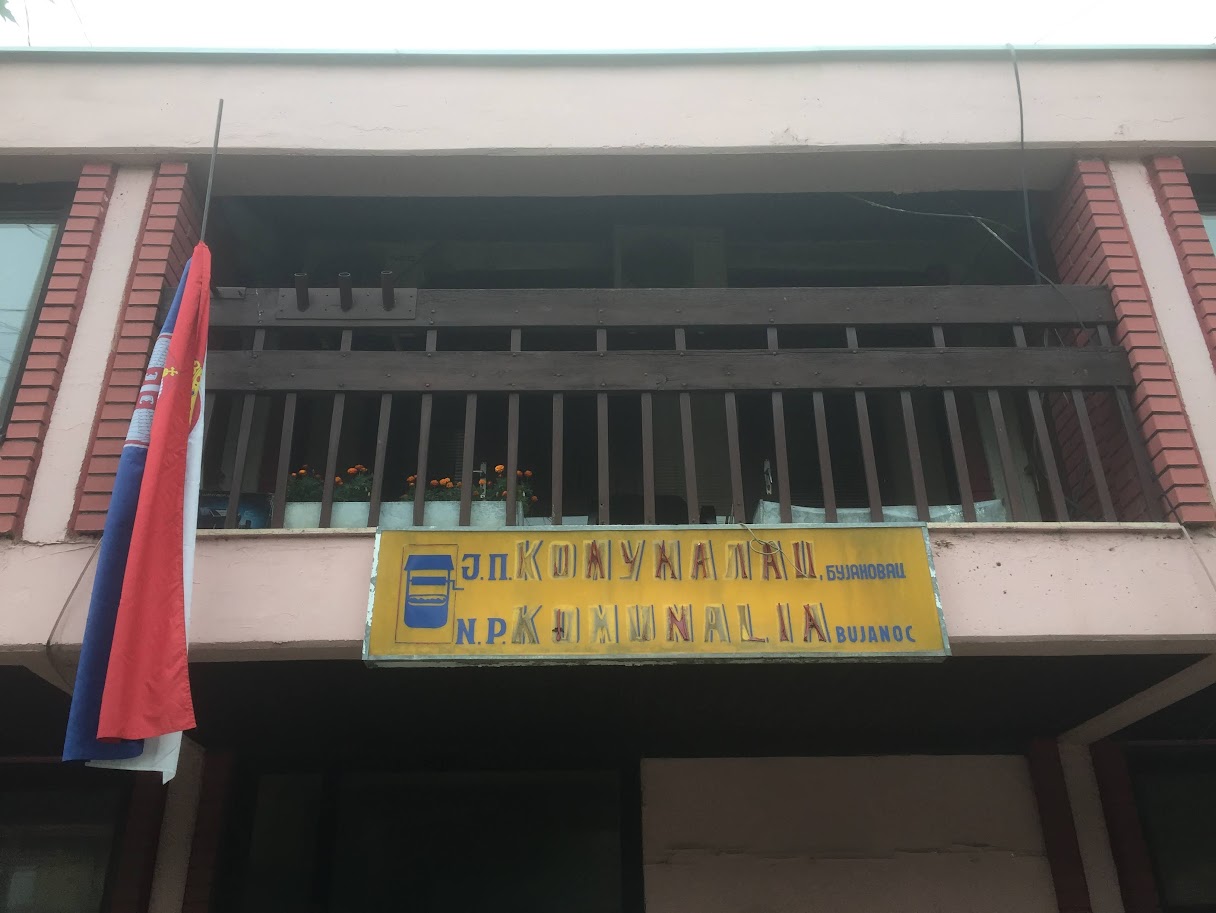 Ј.П. КОМУНАЛАЦ, БУЈАНОВАЦ
N.P. KOMUNALIA BUJANOC